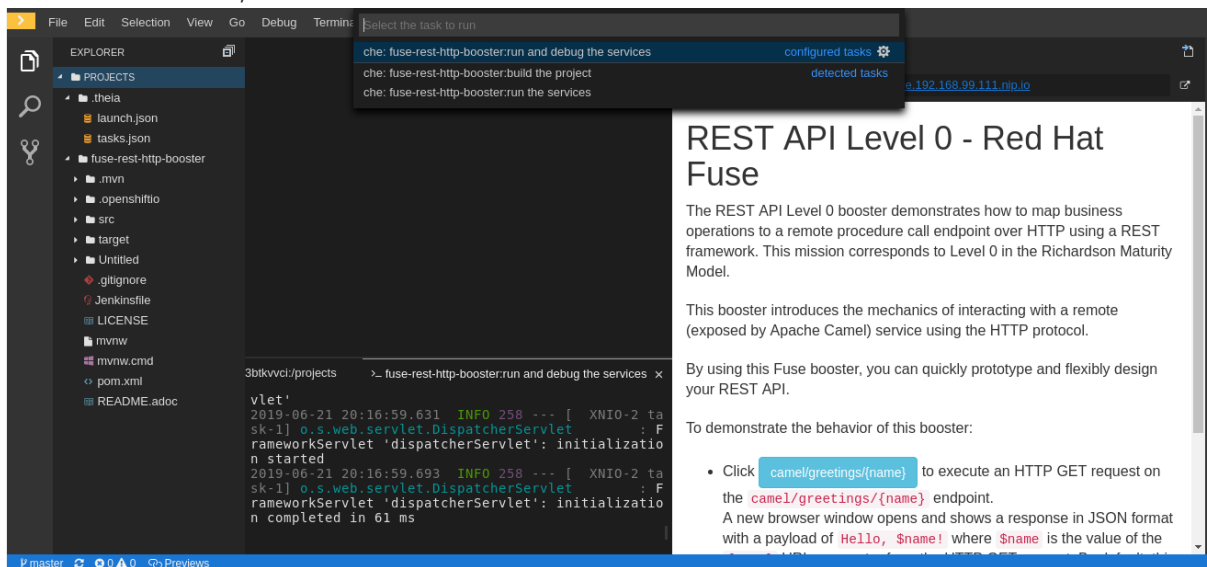 File Edit Selection View Go Debug Termina
Select the task to run
che: fuse-rest-http-booster:run and debug the services configured tasks
che: fuse-rest-http-booster:build the project detected tasks
che: fuse-rest-http-booster:run the services
e.192.168.99.111.nip.io
EXPLORER
PROJECTS
.theia
launch.json
tasks.json
fuse-rest-http-booster
.mvn
.openshiftio
src
target
Untitled
.gitignore
Jenkinsfile
LICENSE
mvnw
mvnw.cmd
pom.xml
README.adoc
3btkvvci:/projects >_ fuse-rest-http-booster:run and debug the services ×
vlet'
2019-06-21 20:16:59.631 INFO 258 --- [ XNIO-2 ta
sk-1] o.s.web.servlet.DispatcherServlet : F
rameworkServlet 'dispatcherServlet': initializatio
n started
2019-06-21 20:16:59.693 INFO 258 --- [ XNIO-2 ta
sk-1] o.s.web.servlet.DispatcherServlet : F
rameworkServlet 'dispatcherServlet': initializatio
n completed in 61 ms
REST API Level 0 - Red Hat
Fuse
The REST API Level 0 booster demonstrates how to map business
operations to a remote procedure call endpoint over HTTP using a REST
framework. This mission corresponds to Level 0 in the Richardson Maturity
Model.
This booster introduces the mechanics of interacting with a remote
(exposed by Apache Camel) service using the HTTP protocol.
By using this Fuse booster, you can quickly prototype and flexibly design
your REST API.
To demonstrate the behavior of this booster:
• Click camel/greetings/{name} to execute an HTTP GET request on
the camel/greetings/{name} endpoint.
A new browser window opens and shows a response in JSON format
with a payload of Hello, $name! where $name is the value of the
master 0 0 Previews